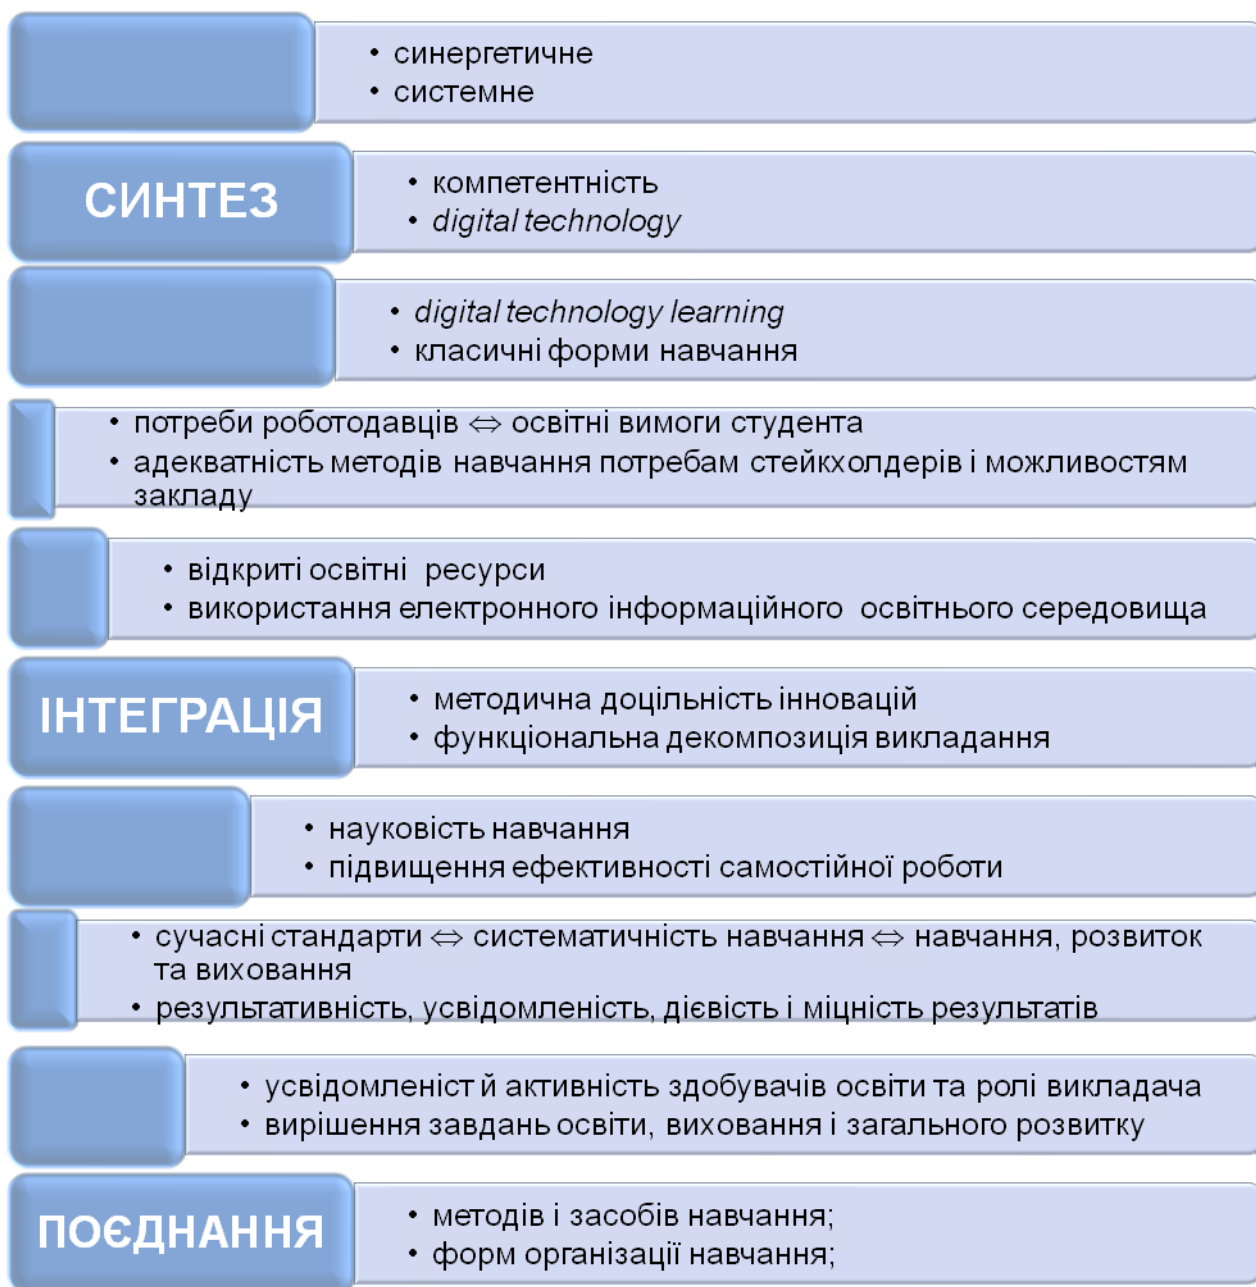 • синергетичне
• системне
СИНТЕЗ
• компетентність
• digital technology
• digital technology learning
• класичні форми навчання
• потреби роботодавців ⇔ освітні вимоги студента
• адекватність методів навчання потребам стейкхолдерів і можливостям
закладу
• відкриті освітні ресурси
• використання електронного інформаційного освітнього середовища
ІНТЕГРАЦІЯ
• методична доцільність інновацій
• функціональна декомпозиція викладання
• науковість навчання
• підвищення ефективності самостійної роботи
• сучасні стандарти ⇔ систематичність навчання ⇔ навчання, розвиток
та виховання
• результативність, усвідомленість, дієвість і міцність результатів
• усвідомленіст й активність здобувачів освіти та ролі викладача
• вирішення завдань освіти, виховання і загального розвитку
ПОЄДНАННЯ
• методів і засобів навчання;
• форм організації навчання;